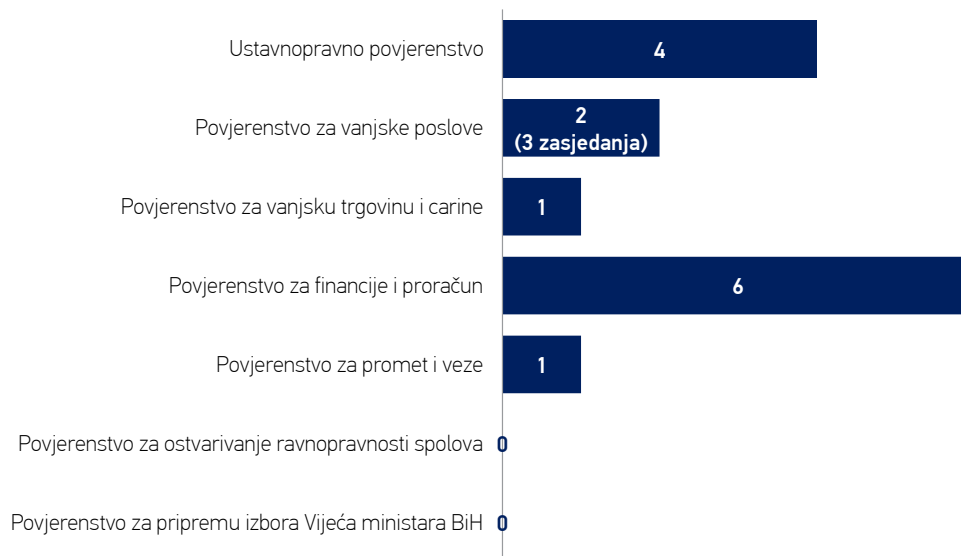 Ustavnopravno povjerenstvo
4
Povjerenstvo za vanjske poslove
2
(3 zasjedanja)
Povjerenstvo za vanjsku trgovinu i carine
1
Povjerenstvo za financije i proračun
6
Povjerenstvo za promet i veze
1
Povjerenstvo za ostvarivanje ravnopravnosti spolova
0
Povjerenstvo za pripremu izbora Vijeća ministara BiH
0